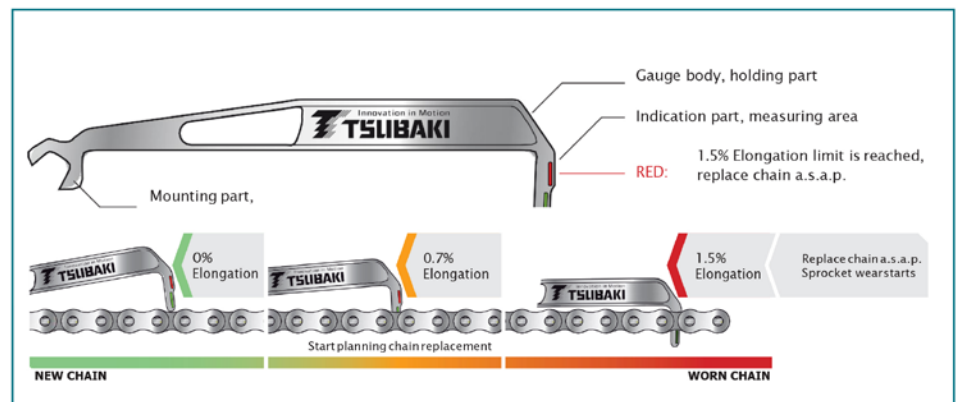 Gauge body, holding part
Innovation in Motion
TSUBAKI
Indication part, measuring area
RED: 1.5% Elongation limit is reached,
replace chain a.s.a.p.
Mounting part,
TSUBAKI
0%
Elongation
TSUBAKI
0.7%
Elongation
TSUBAKI
1.5%
Elongation
Replace chain a.s.a.p.
Sprocket wear starts
Start planning chain replacement
NEW CHAIN
WORN CHAIN